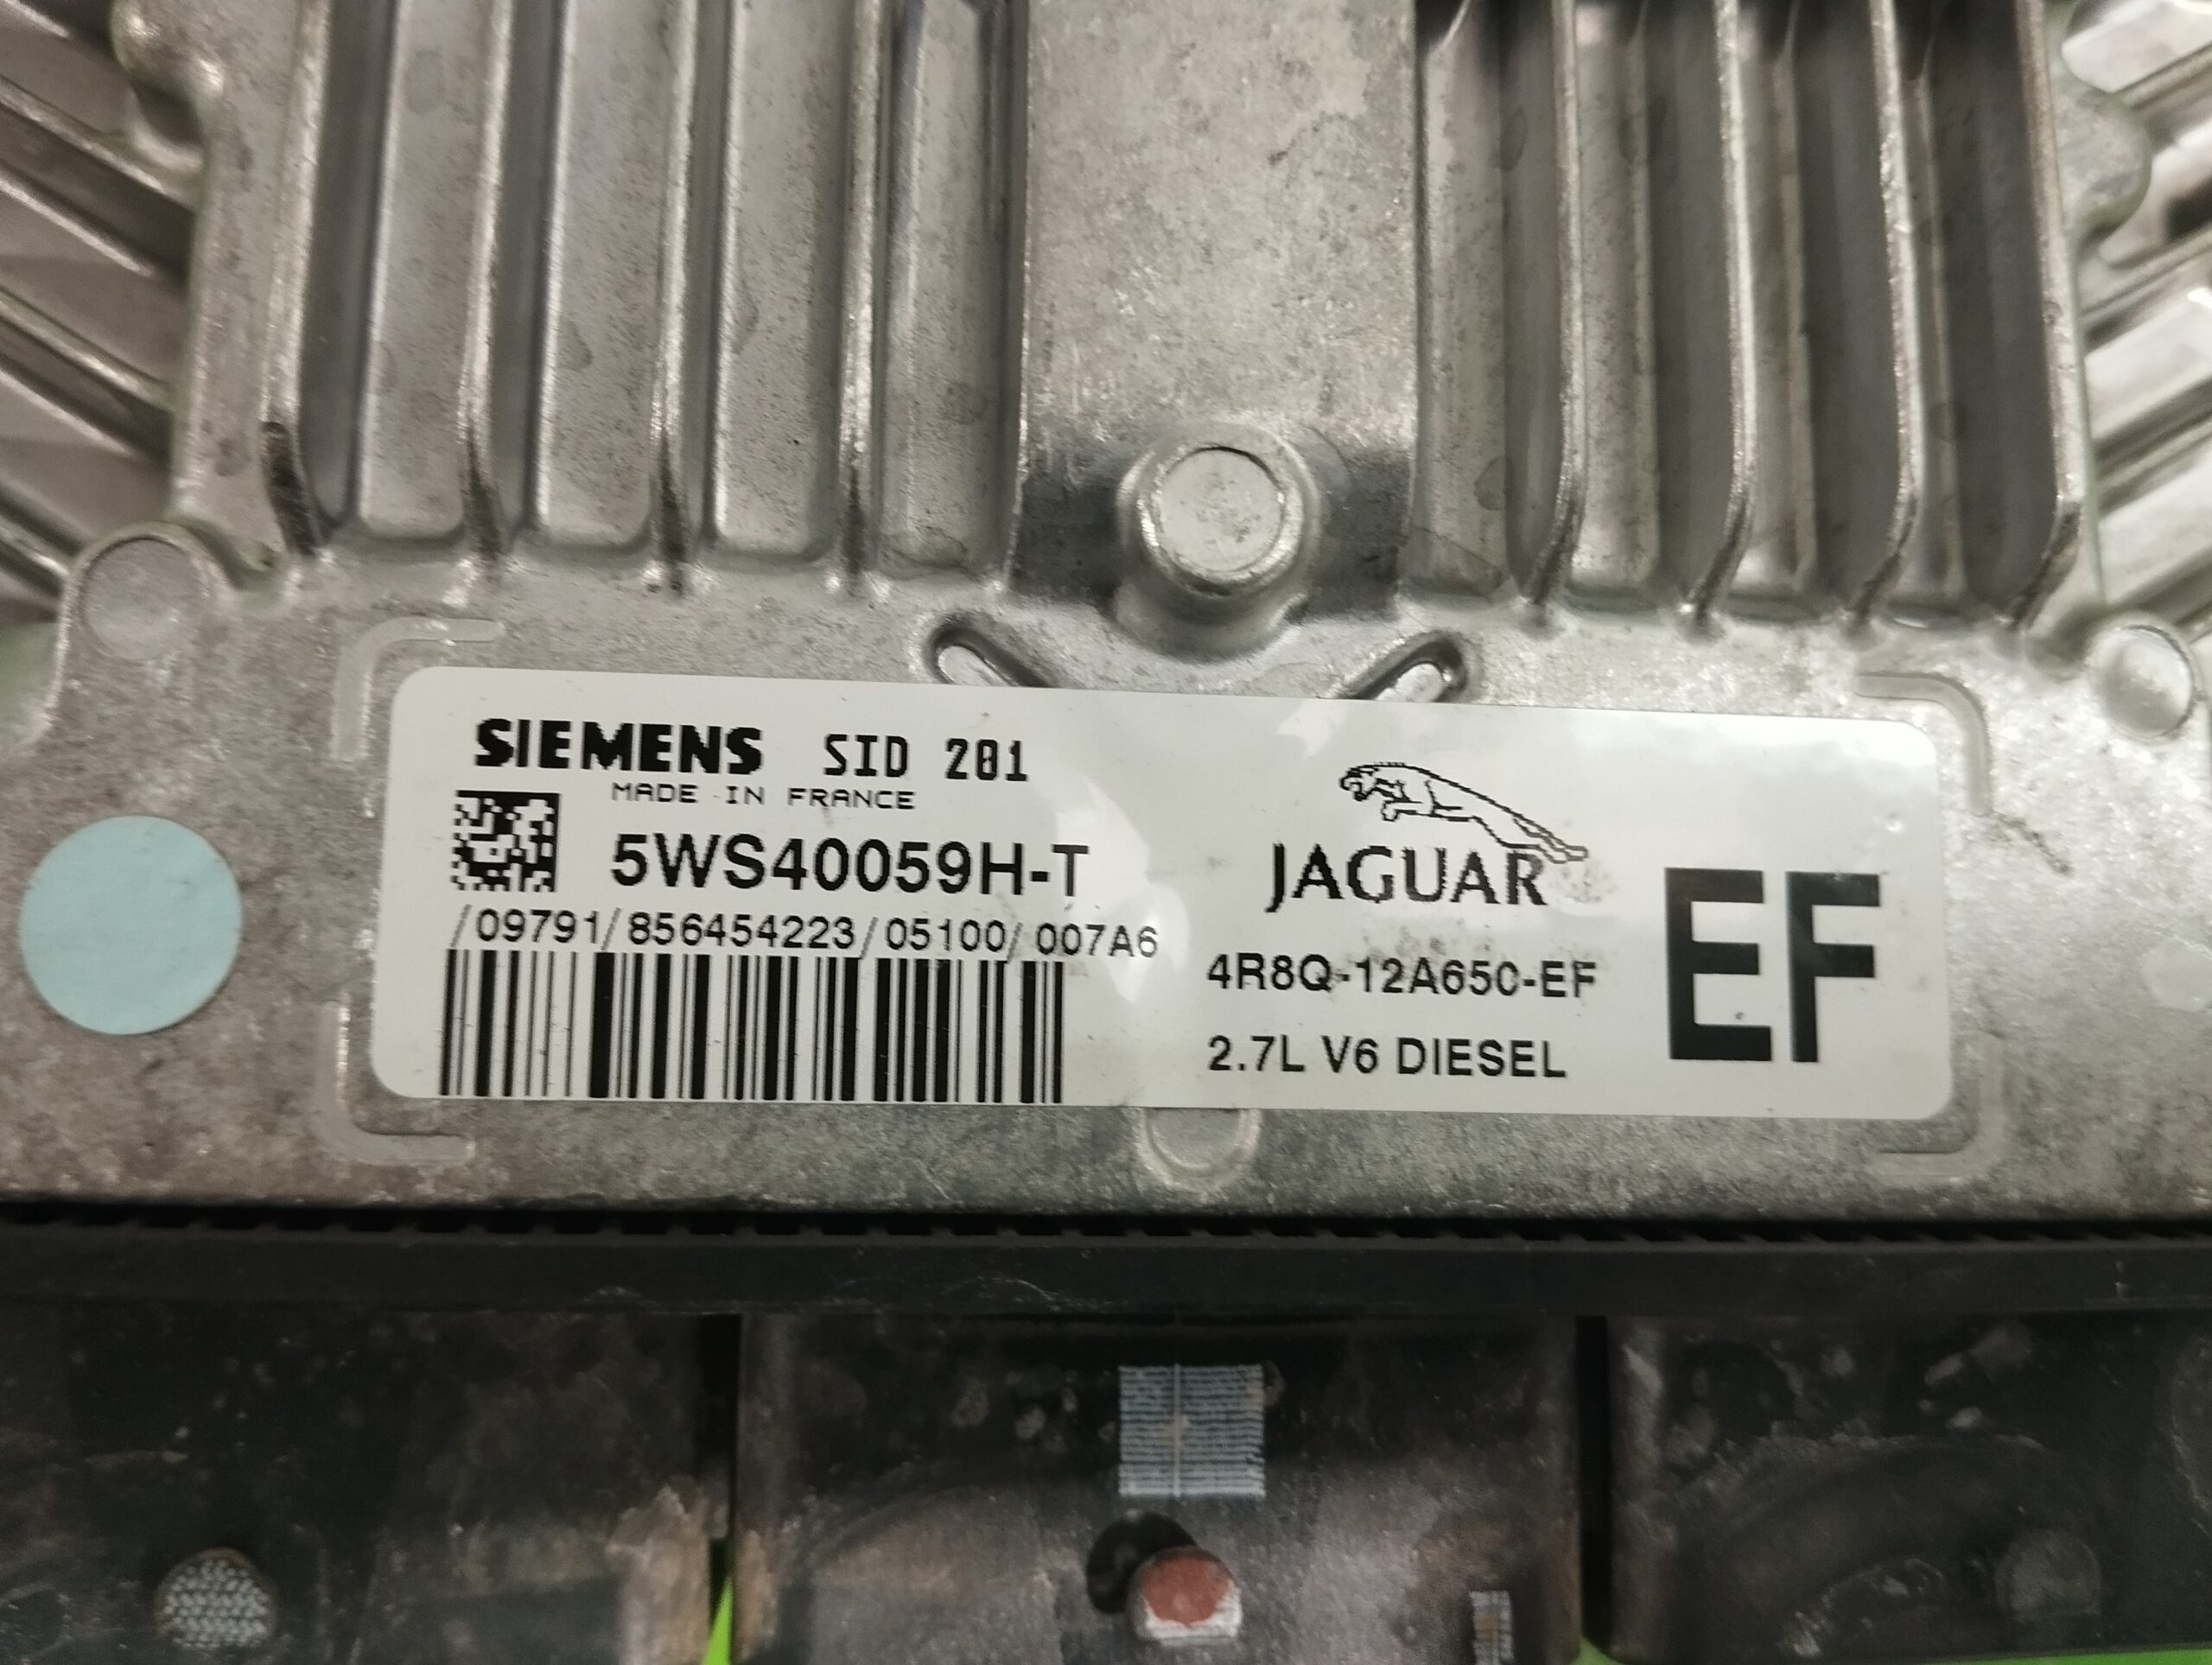 SIEMENS SID 201
MADE IN FRANCE
5WS40059H-T
/09791/856454223/05100/007A6
JAGUAR
4R8Q-12A650-EF
2.7L V6 DIESEL
EF